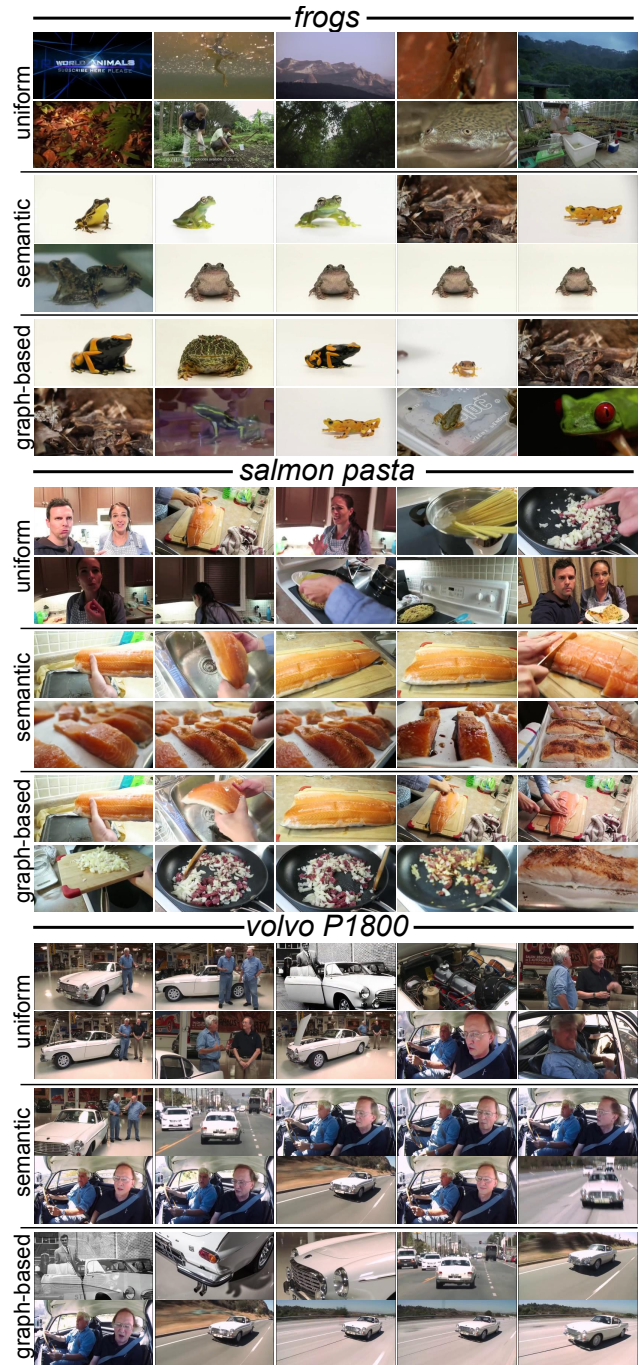 frogs
uniform
WORLD ANIMALS
SUBSCRIBE HERE PLEASE
semantic
graph-based
salmon pasta
uniform
semantic
graph-based
volvo P1800
uniform
semantic
graph-based